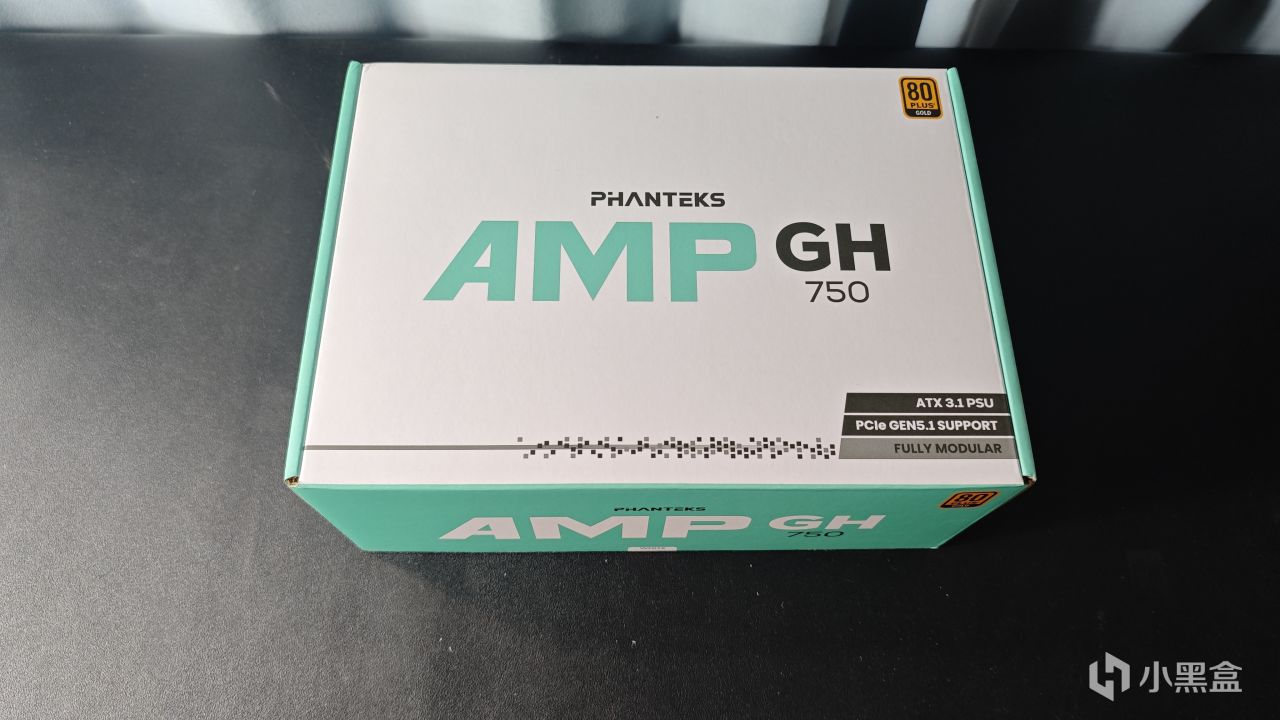 80
PLUS
GOLD
PHANTEKS
AMP GH
750
ATX 3.1 PSU
PCIe GEN5.1 SUPPORT
FULLY MODULAR
PHANTEKS
AMP GH
750
80
小黑盒